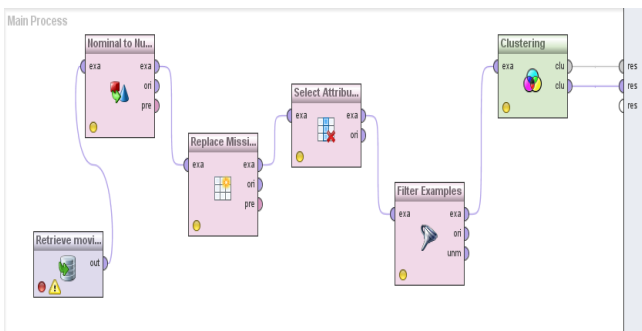 Main Process
Nominal to Nu...
exa exa
ori
pre
Replace Missi...
exa exa
ori
pre
Select Attribu...
exa exa
ori
Filter Examples
exa exa
ori
unm
Clustering
exa clu
clu
res
res
res
Retrieve movi...
out